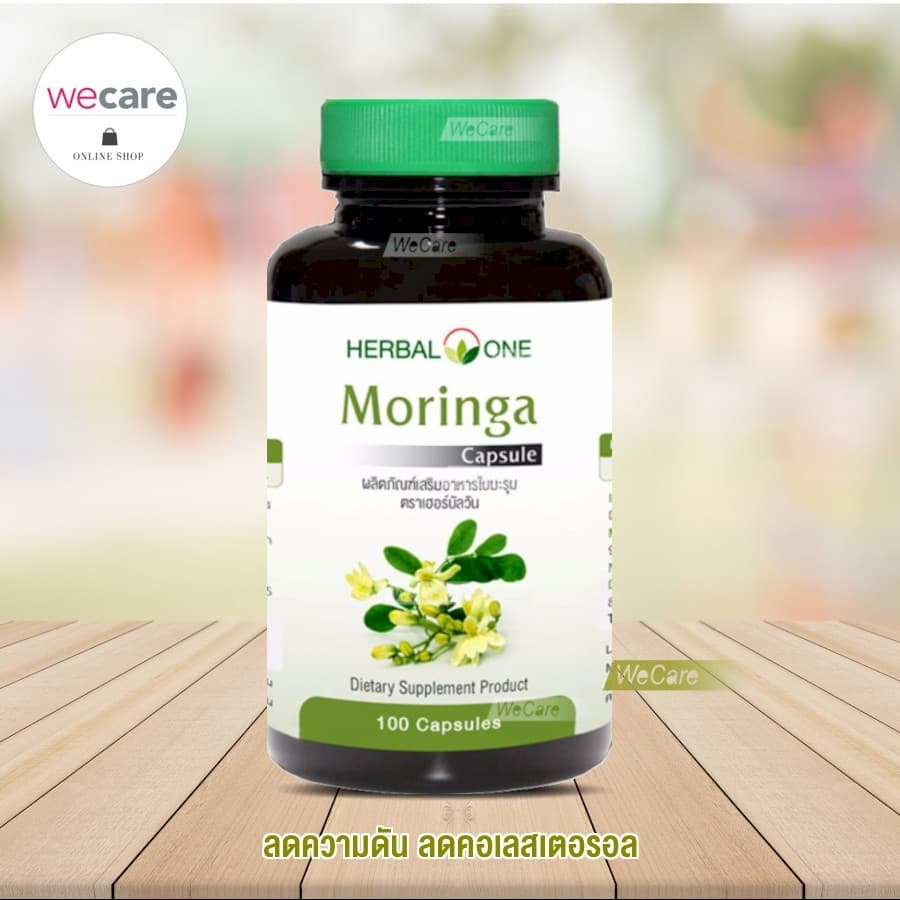 wecare
ONLINE SHOP
WeCare
WeCare
HERBAL ONE
Moringa
Capsule
ผลิตภัณฑ์เสริมอาหารใบมะรุม
ตราเฮอร์บัลวัน
Dietary Supplement Product
WeCare
WeCare
100 Capsules
ลดความดัน ลดคอเลสเตอรอล